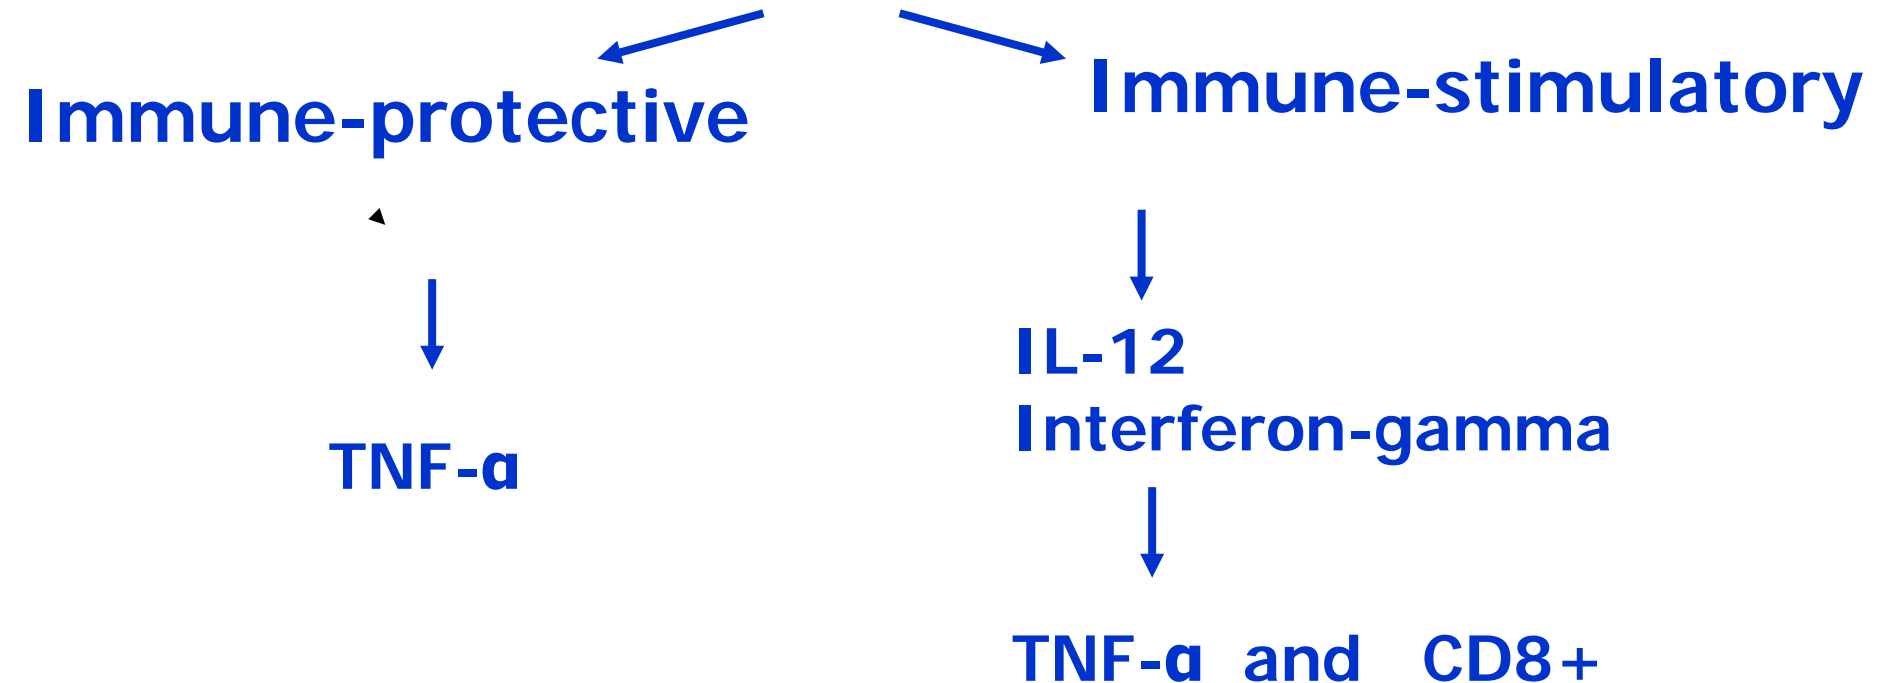 Immune-protective
Immune-stimulatory
TNF-α
IL-12
Interferon-gamma
TNF-α and CD8+